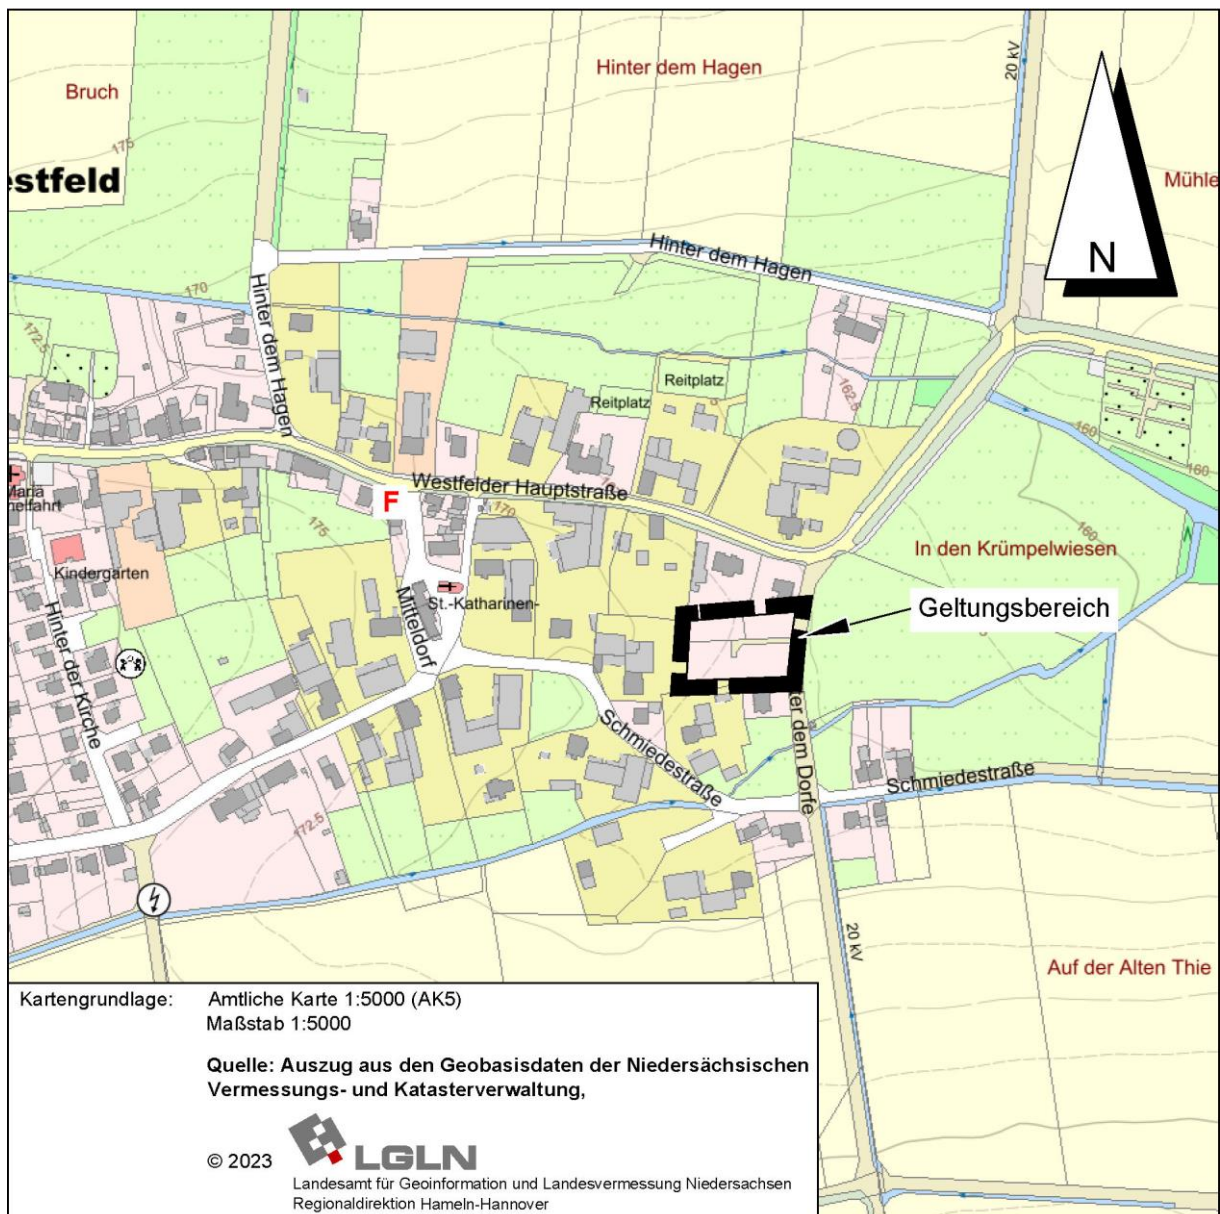 Hinter dem Hagen
20 kV
Bruch
175
estfeld
Mühle
N
Hinter dem Hagen
170
172.5
Hinter dem Hagen
162.5
Reitplatz
Reitplatz
160
160
Westfelder Hauptstraße
F
170
Maria
melfahrt
175
160
In den Krümpelwiesen
Kindergarten
St.-Katharinen-
Geltungsbereich
Mitteldorf
Hinter der Kirche
Schmiedestraße
ter dem Dorfe
Schmiedestraße
172.5
20 kV
Auf der Alten Thie
Kartengrundlage: Amtliche Karte 1:5000 (AK5)
Maßstab 1:5000
Quelle: Auszug aus den Geobasisdaten der Niedersächsischen
Vermessungs- und Katasterverwaltung,
© 2023 LGLN
Landesamt für Geoinformation und Landesvermessung Niedersachsen
Regionaldirektion Hameln-Hannover